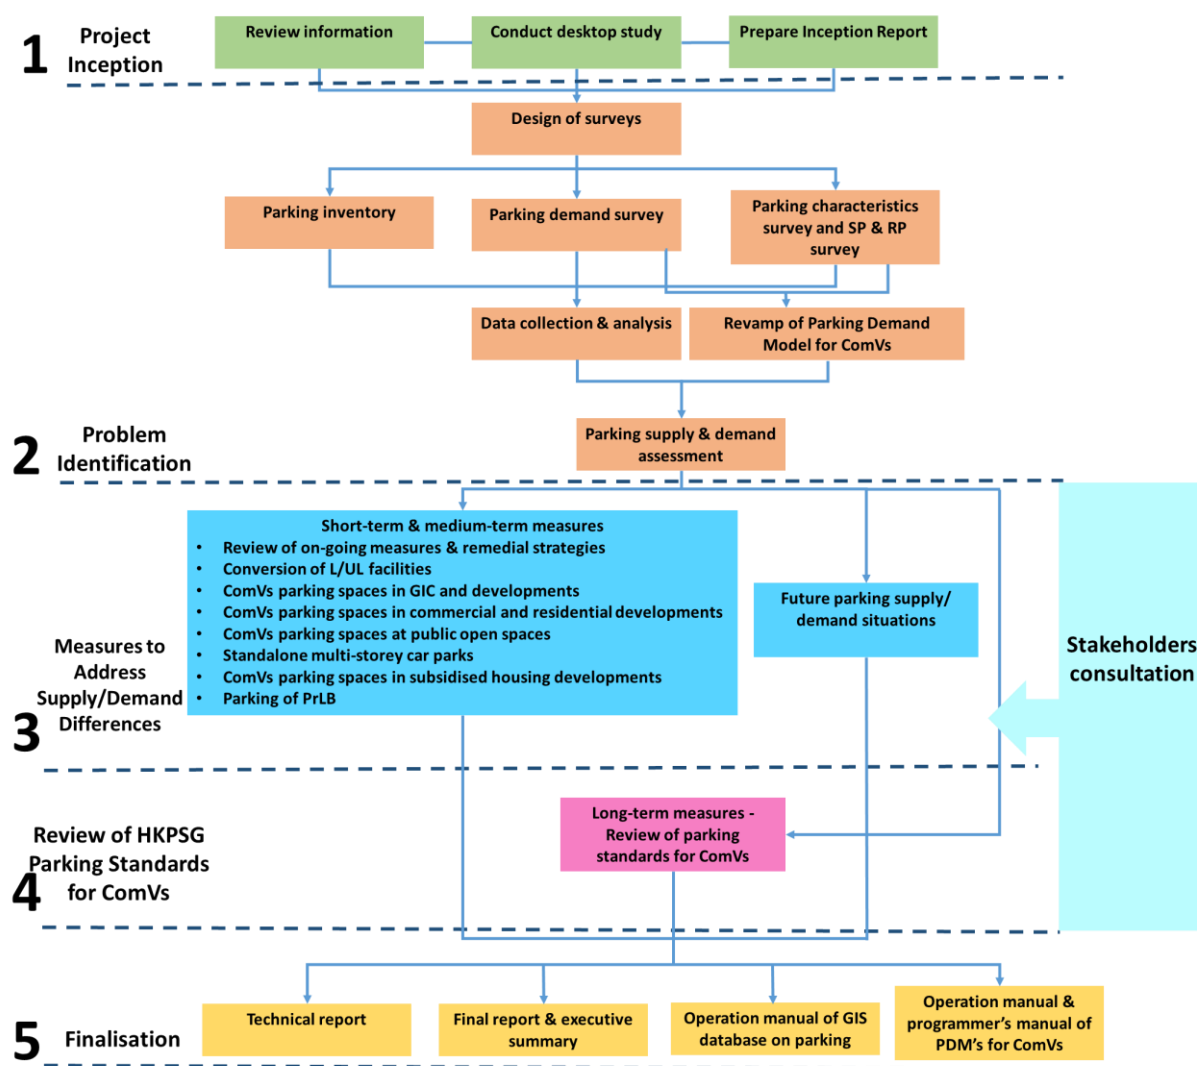 1
Project
Inception
Review information
Conduct desktop study
Prepare Inception Report
Design of surveys
Parking inventory
Parking demand survey
Parking characteristics
survey and SP & RP
survey
Data collection & analysis
Revamp of Parking Demand
Model for ComVs
2
Problem
Identification
Parking supply & demand
assessment
Short-term & medium-term measures
• Review of on-going measures & remedial strategies
• Conversion of L/UL facilities
• ComVs parking spaces in GIC and developments
• ComVs parking spaces in commercial and residential developments
• ComVs parking spaces at public open spaces
• Standalone multi-storey car parks
• ComVs parking spaces in subsidised housing developments
• Parking of PrLB
Future parking supply/
demand situations
Stakeholders
consultation
3
Measures to
Address
Supply/Demand
Differences
Long-term measures -
Review of parking
standards for ComVs
4
Review of HKPSG
Parking Standards
for ComVs
5
Finalisation
Technical report
Final report & executive
summary
Operation manual of GIS
database on parking
Operation manual &
programmer's manual of
PDM's for ComVs